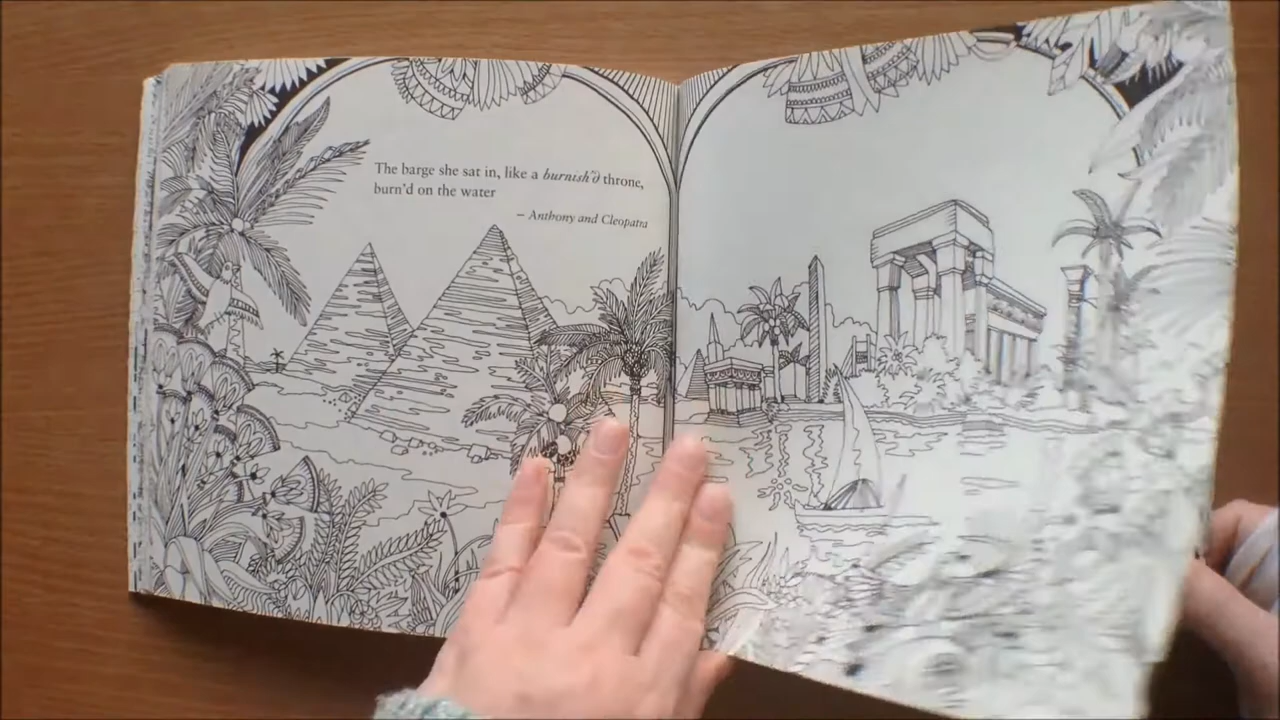 The barge she sat in, like a burnish'd throne,
burn'd on the water
– Anthony and Cleopatra